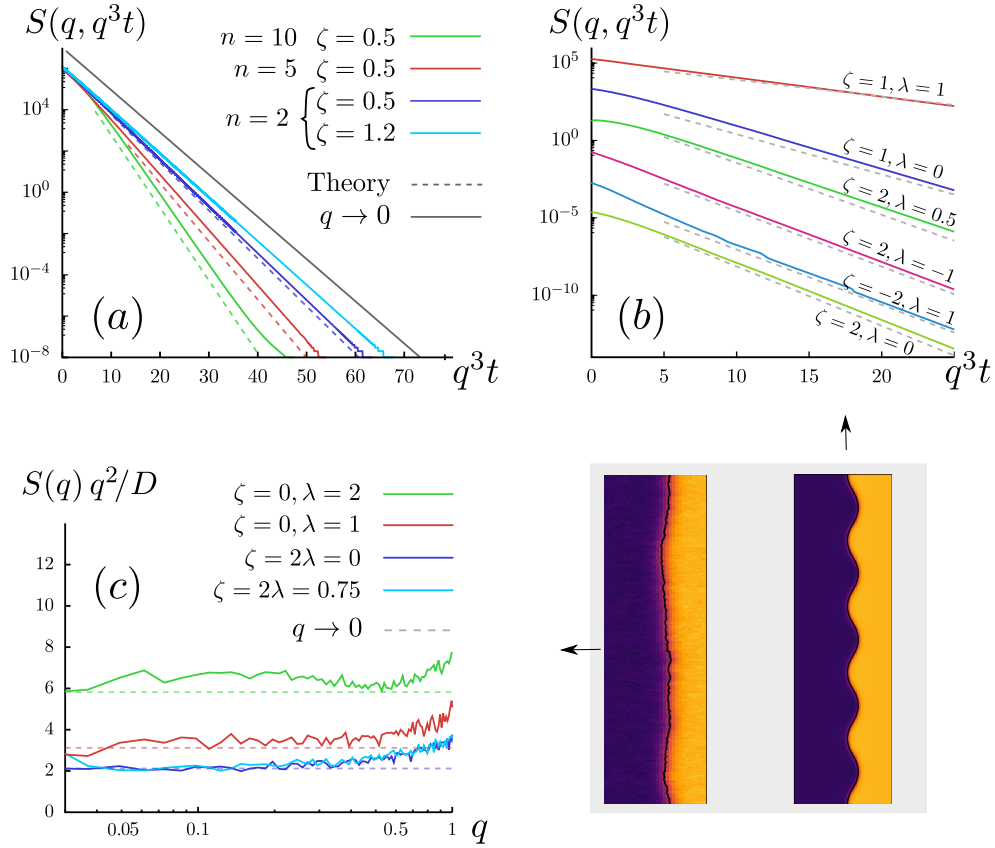 S(q, q³t)
n = 10 ζ = 0.5
n = 5 ζ = 0.5
n = 2 { ζ = 0.5
ζ = 1.2
Theory
q → 0
10⁴
10⁰
10⁻⁴
10⁻⁸
(a)
0 10 20 30 40 50 60 70
q³t
S(q, q³t)
10⁵
10⁰
10⁻⁵
10⁻¹⁰
ζ = 1, λ = 1
ζ = 1, λ = 0
ζ = 2, λ = 0.5
ζ = 2, λ = −1
ζ = −2, λ = 1
ζ = 2, λ = 0
(b)
0 5 10 15 20
q³t
S(q) q²/D
ζ = 0, λ = 2
ζ = 0, λ = 1
ζ = 2λ = 0
ζ = 2λ = 0.75
q → 0
(c)
12
10
8
6
4
2
0
0.05 0.1 0.5 1
q